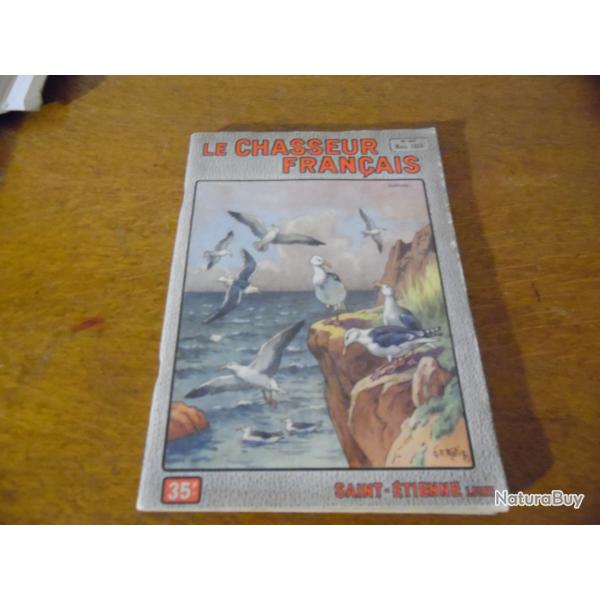 LE CHASSEUR
FRANÇAIS
35F
SAINT-ÉTIENNE
NaturaBuy